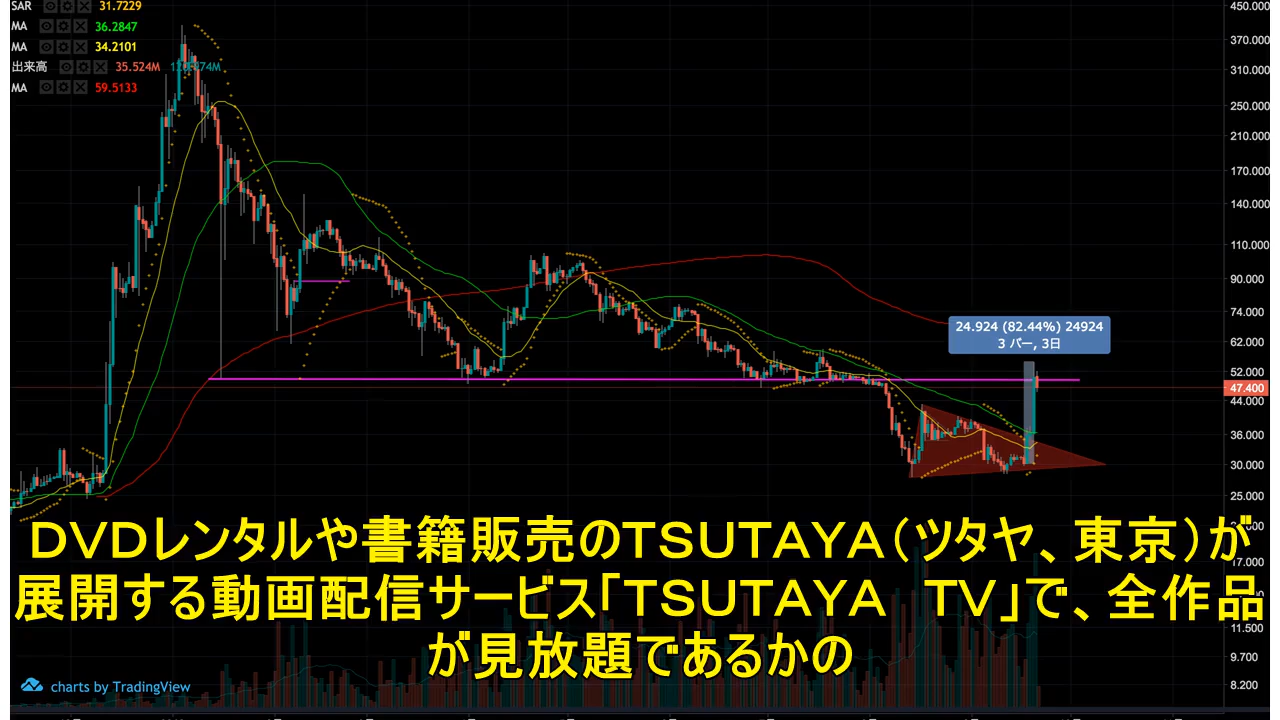 SAR 31.7229
MA 36.2847
MA 34.2101
出来高 35.524M
MA 59.5133
450.000
370.000
310.000
250.000
210.000
170.000
140.000
110.000
90.000
74.000
62.000
52.000
47.400
44.000
36.000
30.000
25.000
17.000
11.500
9.700
8.200
24.924 (82.44%) 24924
3 バー, 3日
DVDレンタルや書籍販売のTSUTAYA(ツタヤ、東京)が
展開する動画配信サービス「TSUTAYA TV」で、全作品
が見放題であるかの
charts by TradingView